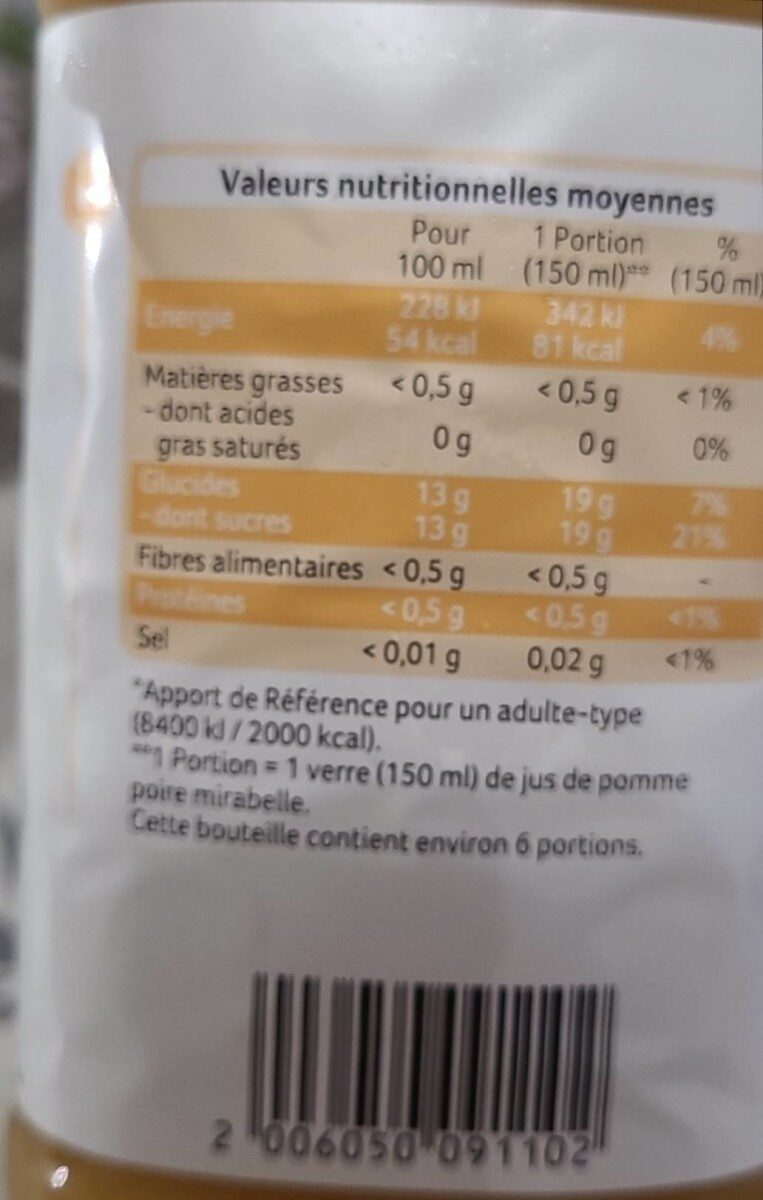 Valeurs nutritionnelles moyennes
Pour 1 Portion %
100 ml (150 ml)** (150 ml)
Energie 228 kJ 342 kJ 4%
54 kcal 81 kcal
Matières grasses < 0,5 g < 0,5 g < 1%
- dont acides
gras saturés 0 g 0 g 0%
Glucides 13 g 19 g 7%
- dont sucres 13 g 19 g 21%
Fibres alimentaires < 0,5 g < 0,5 g -
Protéines < 0,5 g < 0,5 g <1%
Sel < 0,01 g 0,02 g <1%
*Apport de Référence pour un adulte-type
(8400 kJ / 2000 kcal).
**1 Portion = 1 verre (150 ml) de jus de pomme
poire mirabelle.
Cette bouteille contient environ 6 portions.
2 006050 091102